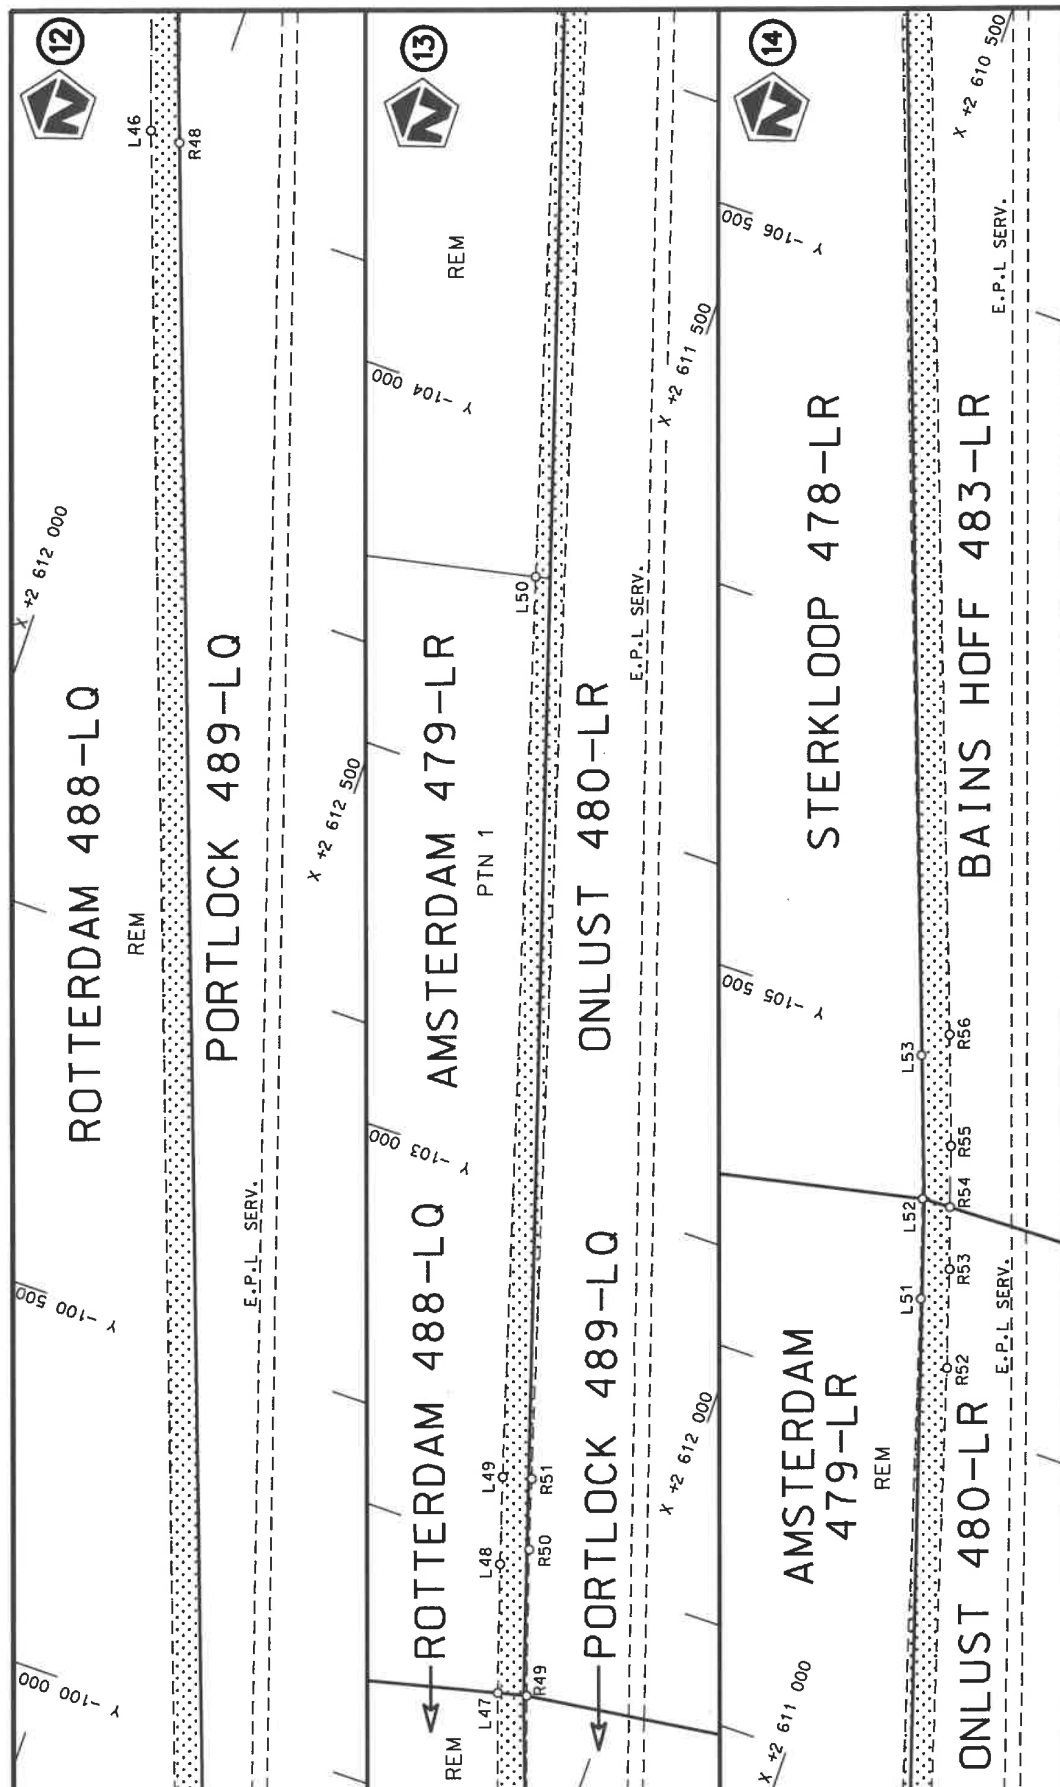 12
N
L46
R48
X +2 612 000
ROTTERDAM 488-LQ
REM
PORTLOCK 489-LQ
X +2 612 500
E.P.L SERV.
Y -100 500
Y -100 000
13
N
REM
Y -104 000
X +2 611 500
L50
E.P.L SERV.
AMSTERDAM 479-LR
PTN 1
ONLUST 480-LR
Y -103 000
ROTTERDAM 488-LQ
PORTLOCK 489-LQ
X +2 612 000
L49
R51
L48
R50
L47
R49
REM
14
N
X +2 610 500
Y -106 500
E.P.L SERV.
STERKLOOP 478-LR
BAINS HOFF 483-LR
Y -105 500
L53
R56
R55
L52
R54
L51
R53
R52
E.P.L SERV.
AMSTERDAM
479-LR
REM
ONLUST 480-LR
X +2 611 000